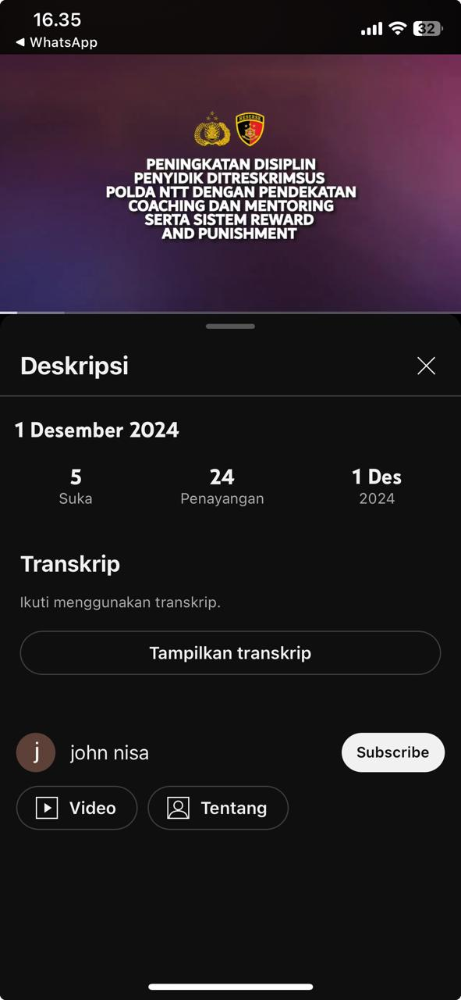 16.35
32
◀ WhatsApp
RESERSE
PENINGKATAN DISIPLIN
PENYIDIK DITRESKRIMSUS
POLDA NTT DENGAN PENDEKATAN
COACHING DAN MENTORING
SERTA SISTEM REWARD
AND PUNISHMENT
Deskripsi
1 Desember 2024
5
Suka
24
Penayangan
1 Des
2024
Transkrip
Ikuti menggunakan transkrip.
Tampilkan transkrip
j
john nisa
Subscribe
Video
Tentang